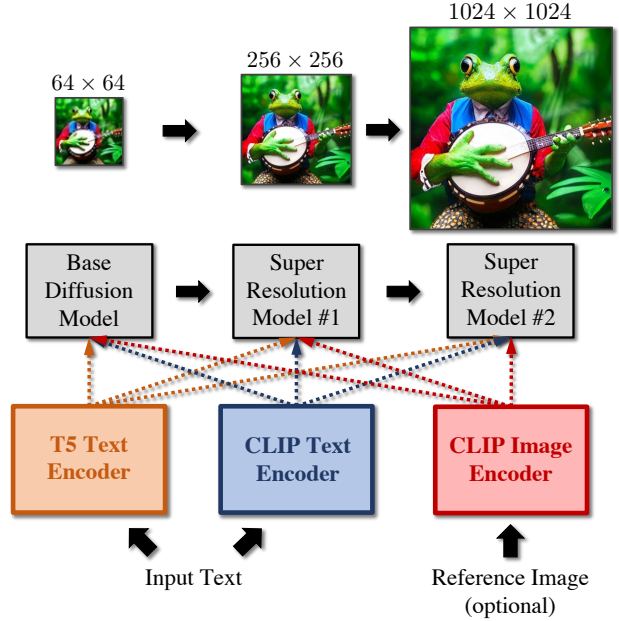 64 × 64
256 × 256
1024 × 1024
Base
Diffusion
Model
Super
Resolution
Model #1
Super
Resolution
Model #2
T5 Text
Encoder
CLIP Text
Encoder
CLIP Image
Encoder
Input Text
Reference Image
(optional)